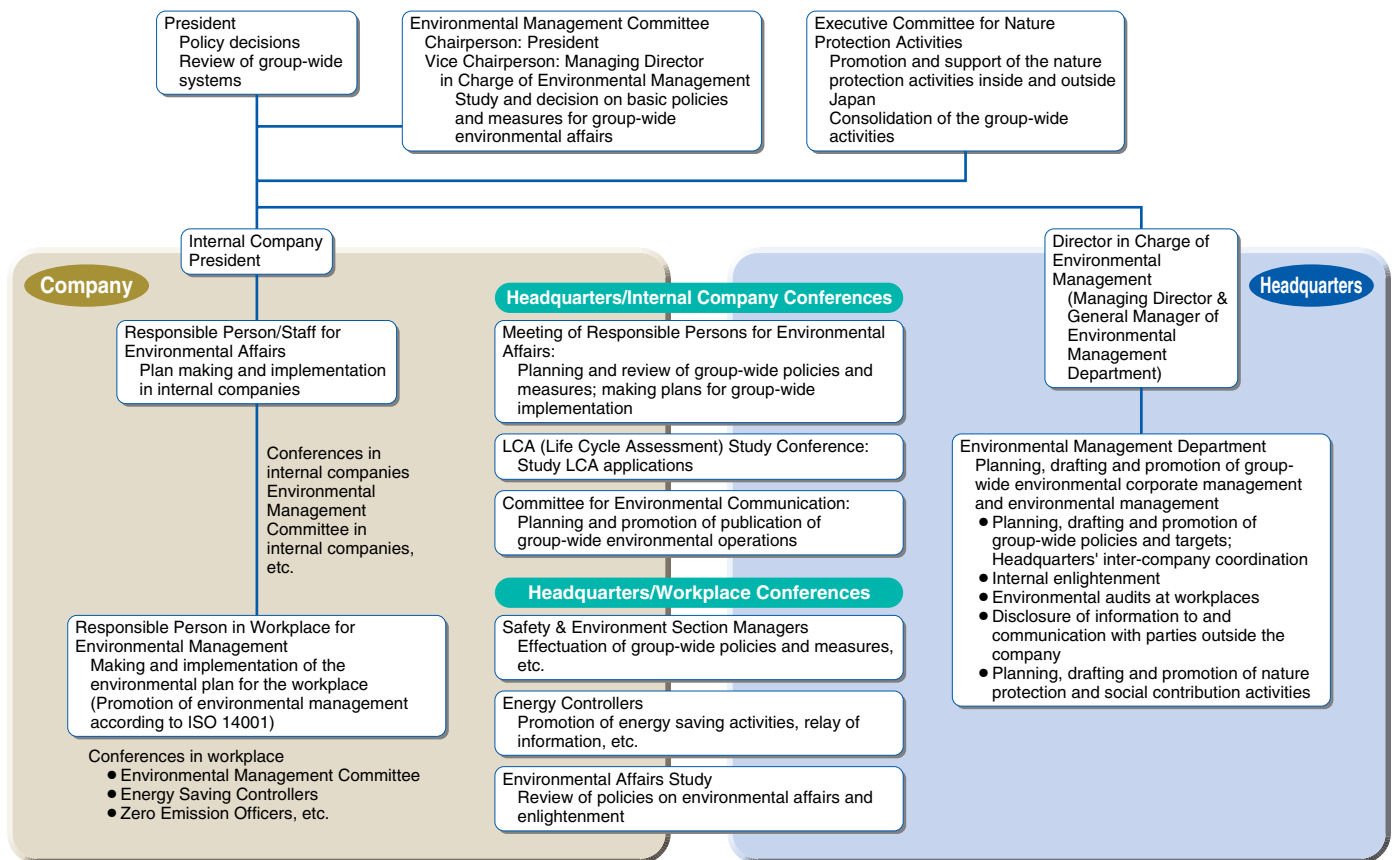 President
Policy decisions
Review of group-wide
systems
Environmental Management Committee
Chairperson: President
Vice Chairperson: Managing Director
in Charge of Environmental Management
Study and decision on basic policies
and measures for group-wide
environmental affairs
Executive Committee for Nature
Protection Activities
Promotion and support of the nature
protection activities inside and outside
Japan
Consolidation of the group-wide
activities
Company
Internal Company
President
Responsible Person/Staff for
Environmental Affairs
Plan making and implementation
in internal companies
Conferences in
internal companies
Environmental
Management
Committee in
internal companies,
etc.
Responsible Person in Workplace for
Environmental Management
Making and implementation of the
environmental plan for the workplace
(Promotion of environmental management
according to ISO 14001)
Conferences in workplace
● Environmental Management Committee
● Energy Saving Controllers
● Zero Emission Officers, etc.
Headquarters/Internal Company Conferences
Meeting of Responsible Persons for Environmental
Affairs:
Planning and review of group-wide policies and
measures; making plans for group-wide
implementation
LCA (Life Cycle Assessment) Study Conference:
Study LCA applications
Committee for Environmental Communication:
Planning and promotion of publication of
group-wide environmental operations
Headquarters/Workplace Conferences
Safety & Environment Section Managers
Effectuation of group-wide policies and measures,
etc.
Energy Controllers
Promotion of energy saving activities, relay of
information, etc.
Environmental Affairs Study
Review of policies on environmental affairs and
enlightenment
Headquarters
Director in Charge of
Environmental
Management
(Managing Director &
General Manager of
Environmental
Management
Department)
Environmental Management Department
Planning, drafting and promotion of group-
wide environmental corporate management
and environmental management
● Planning, drafting and promotion of
group-wide policies and targets;
Headquarters' inter-company coordination
● Internal enlightenment
● Environmental audits at workplaces
● Disclosure of information to and
communication with parties outside the
company
● Planning, drafting and promotion of nature
protection and social contribution activities